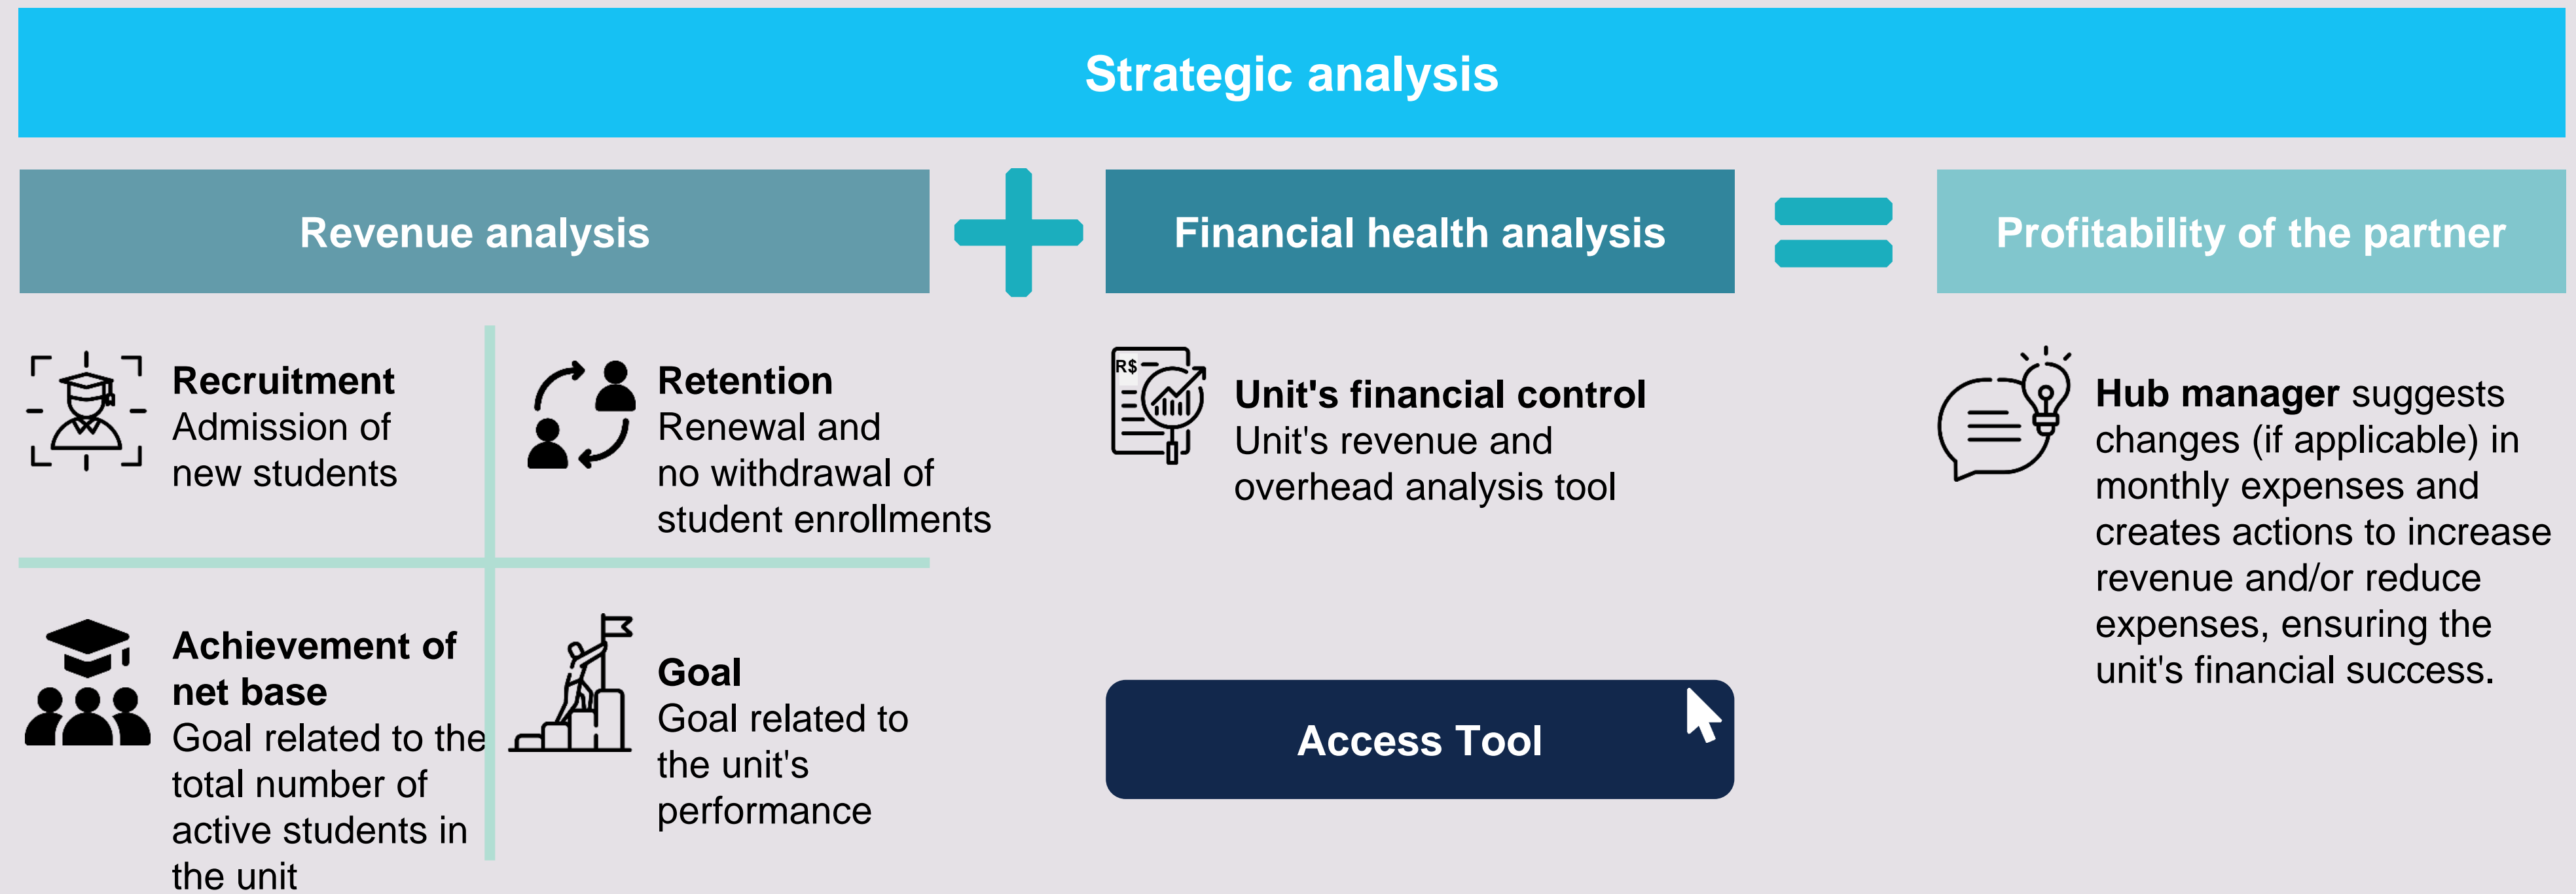 Strategic analysis
Revenue analysis
Financial health analysis
Profitability of the partner
Recruitment
Admission of
new students
Retention
Renewal and
no withdrawal of
student enrollments
Achievement of
net base
Goal related to the
total number of
active students in
the unit
Goal
Goal related to
the unit's
performance
R$
Unit's financial control
Unit's revenue and
overhead analysis tool
Access Tool
Hub manager suggests
changes (if applicable) in
monthly expenses and
creates actions to increase
revenue and/or reduce
expenses, ensuring the
unit's financial success.